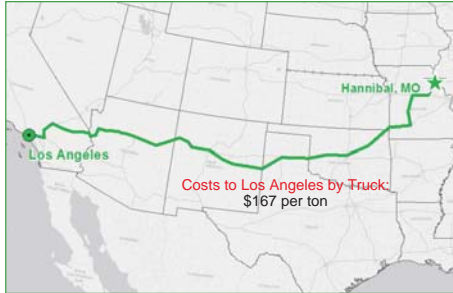 Hannibal, MO
Los Angeles
Costs to Los Angeles by Truck:
$167 per ton